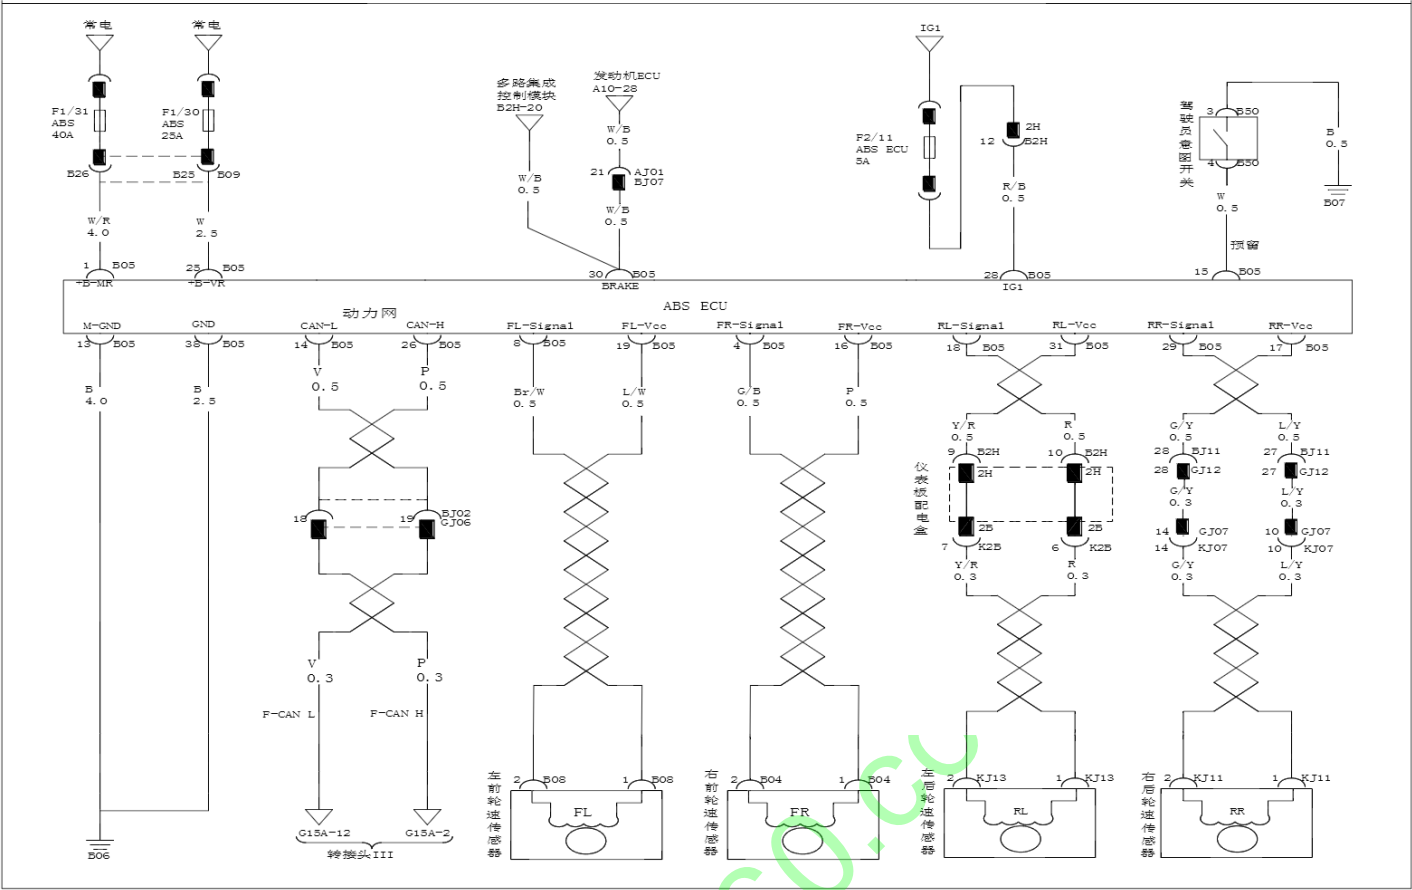 常电
常电
IG1
F1/31
ABS
40A
F1/30
ABS
25A
B26
B25
B09
W/R
4.0
W
2.5
1
B05
25
B05
+B-MR
+B-VR
多路集成
控制模块
B2H-20
发动机ECU
A10-28
W/B
0.5
21
AJ01
BJ07
W/B
0.5
W/B
0.5
30
B05
BRAKE
F2/11
ABS ECU
5A
2H
12
B2H
R/B
0.5
28
B05
IG1
驾驶员意图开关
3
B50
4
B50
B
0.5
B07
W
0.5
预留
15
B05
ABS ECU
动力网
M-GND
GND
CAN-L
CAN-H
FL-Signal
FL-Vcc
FR-Signal
FR-Vcc
RL-Signal
RL-Vcc
RR-Signal
RR-Vcc
13
B05
38
B05
14
B05
26
B05
8
B05
19
B05
4
B05
16
B05
18
B05
31
B05
29
B05
17
B05
B
4.0
B
2.5
V
0.5
P
0.5
Br/W
0.5
L/W
0.5
G/B
0.5
P
0.5
Y/R
0.5
R
0.5
G/Y
0.5
L/Y
0.5
9
B2H
2H
10
B2H
2H
28
BJ11
28
GJ12
27
BJ11
27
GJ12
仪表板配电盒
G/Y
0.3
L/Y
0.3
18
19
BJ02
GJ06
2B
7
K2B
2B
6
K2B
14
GJ07
14
KJ07
10
GJ07
10
KJ07
Y/R
0.3
R
0.3
G/Y
0.3
L/Y
0.3
V
0.3
P
0.3
F-CAN L
F-CAN H
G15A-12
G15A-2
转接头III
B06
左前轮速传感器
2
B08
1
B08
FL
右前轮速传感器
2
B04
1
B04
FR
左后轮速传感器
2
KJ13
1
KJ13
RL
右后轮速传感器
2
KJ11
1
KJ11
RR
co.cc